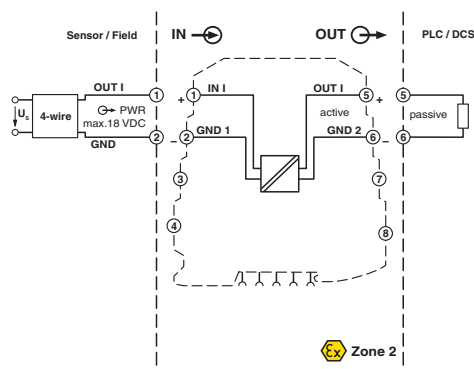 Sensor / Field
IN
OUT
PLC / DCS
OUT I
1
+
1
IN I
OUT I
5
+
5
Us
4-wire
PWR
max.18 VDC
active
passive
GND
2
–
2
GND 1
GND 2
6
–
6
3
7
4
8
Ex Zone 2